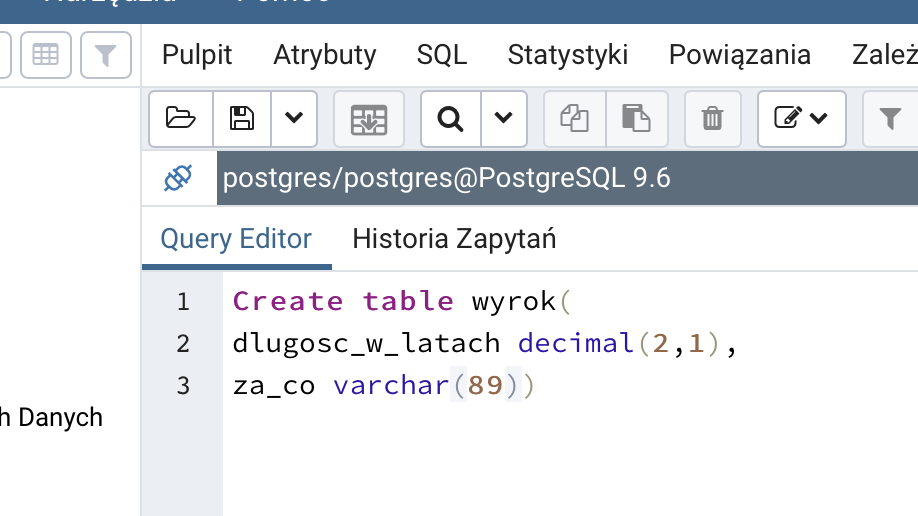 Pulpit Atrybuty SQL Statystyki Powiązania
postgres/postgres@PostgreSQL 9.6
Query Editor Historia Zapytań
1 Create table wyrok(
2 dlugosc_w_latach decimal(2,1),
3 za_co varchar(89))
h Danych